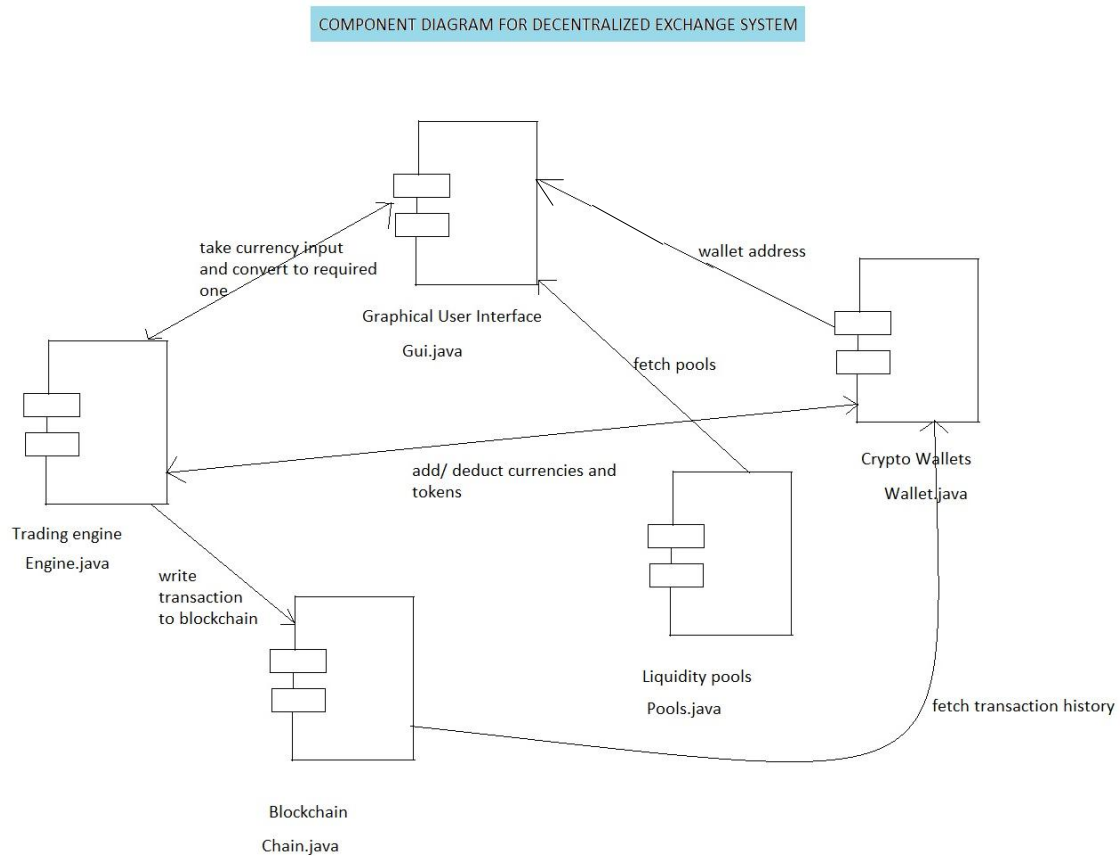 COMPONENT DIAGRAM FOR DECENTRALIZED EXCHANGE SYSTEM
take currency input
and convert to required
one
wallet address
Graphical User Interface
Gui.java
fetch pools
add/ deduct currencies and
tokens
Crypto Wallets
Wallet.java
Trading engine
Engine.java
write
transaction
to blockchain
Liquidity pools
Pools.java
fetch transaction history
Blockchain
Chain.java